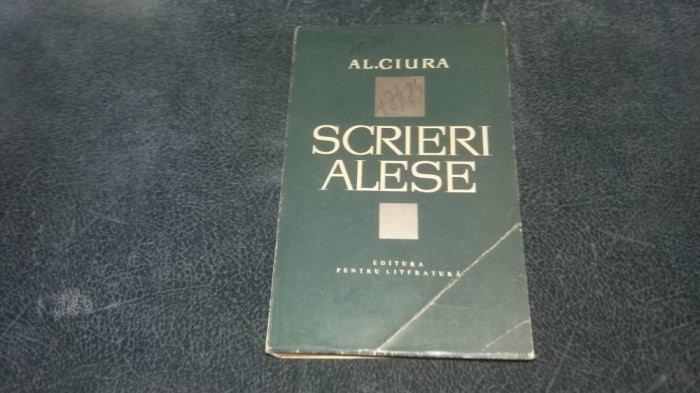 AL.CIURA
SCRIERI
ALESE
EDITURA
PENTRU LITERATURĂ